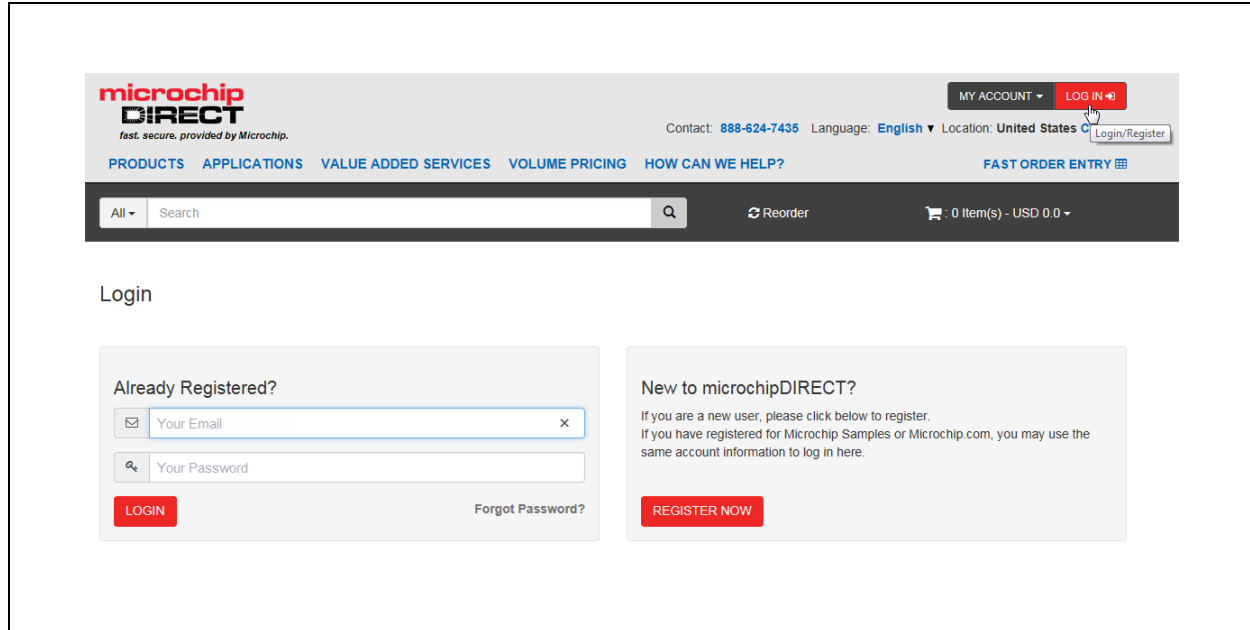 microchip
DIRECT
fast. secure. provided by Microchip.
MY ACCOUNT
LOG IN
Contact: 888-624-7435 Language: English Location: United States C
Login/Register
PRODUCTS APPLICATIONS VALUE ADDED SERVICES VOLUME PRICING HOW CAN WE HELP? FAST ORDER ENTRY
All Search Reorder : 0 Item(s) - USD 0.0
Login
Already Registered?
Your Email
Your Password
LOGIN Forgot Password?
New to microchipDIRECT?
If you are a new user, please click below to register.
If you have registered for Microchip Samples or Microchip.com, you may use the
same account information to log in here.
REGISTER NOW